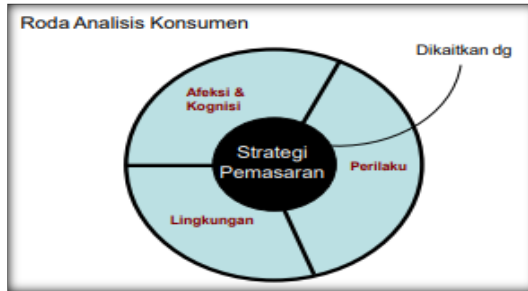 Roda Analisis Konsumen
Dikaitkan dg
Afeksi &
Kognisi
Strategi
Pemasaran
Perilaku
Lingkungan